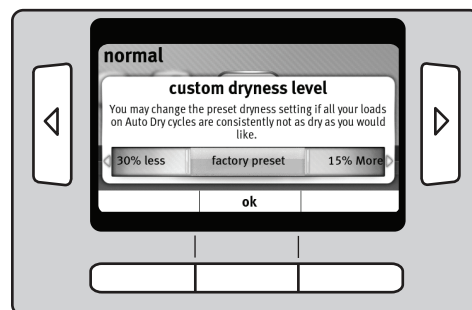 normal
custom dryness level
You may change the preset dryness setting if all your loads
on Auto Dry cycles are consistently not as dry as you would
like.
30% less factory preset 15% More
ok